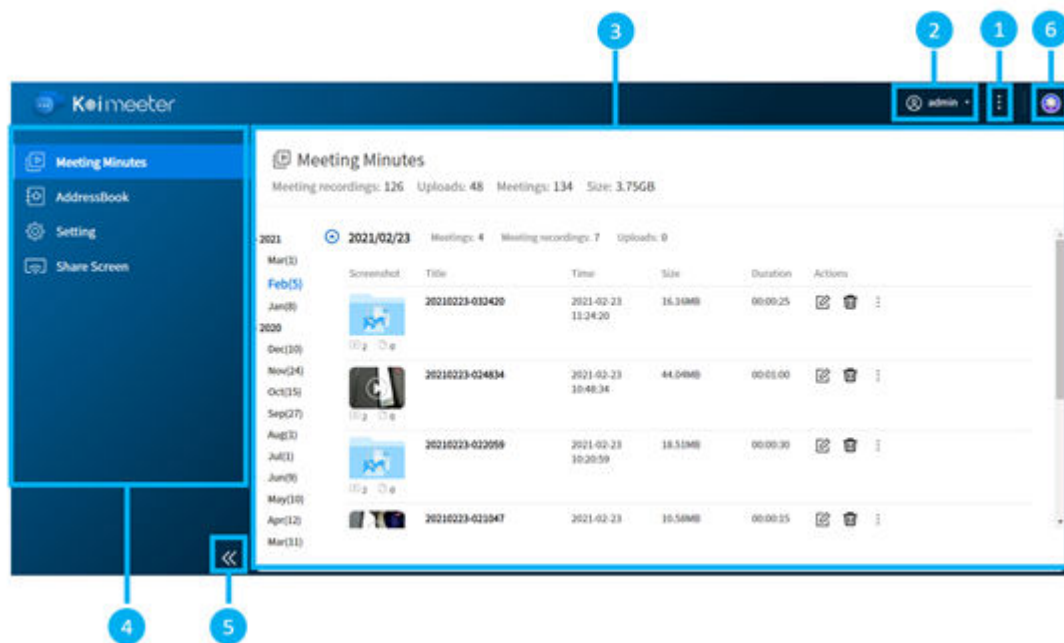 3
2
1
6
Koimeeter
admin
Meeting Minutes
AddressBook
Setting
Share Screen
Meeting Minutes
Meeting recordings: 126 Uploads: 48 Meetings: 134 Size: 3.75GB
2021
Mar(1)
Feb(5)
Jan(8)
2020
Dec(10)
Nov(24)
Oct(15)
Sep(27)
Aug(1)
Jul(1)
Jun(9)
May(10)
Apr(12)
Mar(11)
2021/02/23 Meetings: 4 Meeting recordings: 7 Uploads: 0
Screenshot Title Time Size Duration Actions
20210223-032420 2021-02-23 16.16MB 00:00:25
11:24:20
2 0
20210223-024834 2021-02-23 44.04MB 00:01:00
10:48:34
2 0
20210223-022059 2021-02-23 18.51MB 00:00:30
10:20:59
2 0
20210223-021047 2021-02-23 10.58MB 00:00:15
4
5